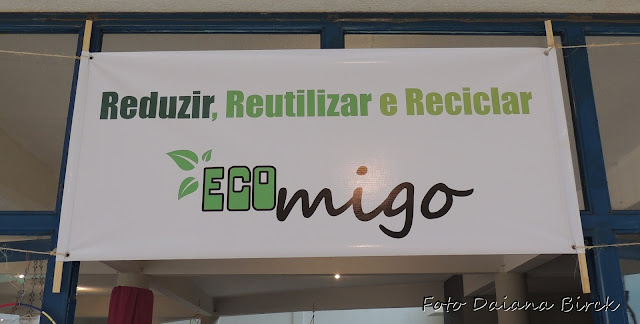 Reduzir, Reutilizar e Reciclar
ECOmigo
Foto Daiana Birck